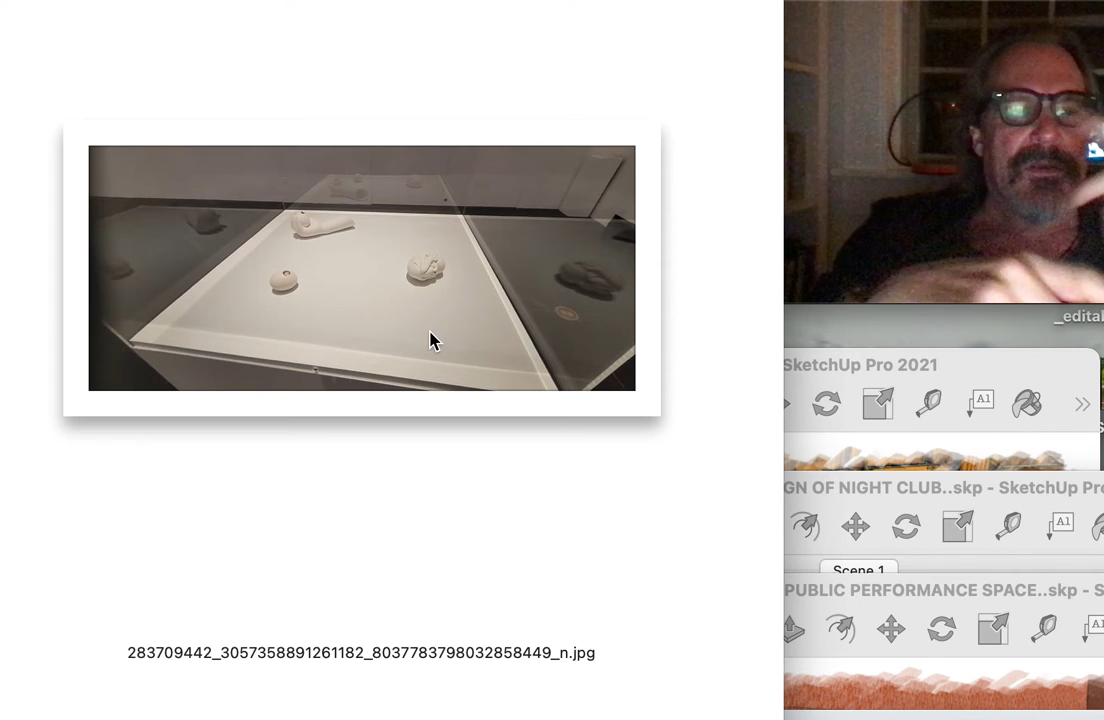 _edita
SketchUp Pro 2021
A1
GN OF NIGHT CLUB..skp - SketchUp Pro
A1
Scene 1
PUBLIC PERFORMANCE SPACE..skp - S
A1
283709442_3057358891261182_8037783798032858449_n.jpg